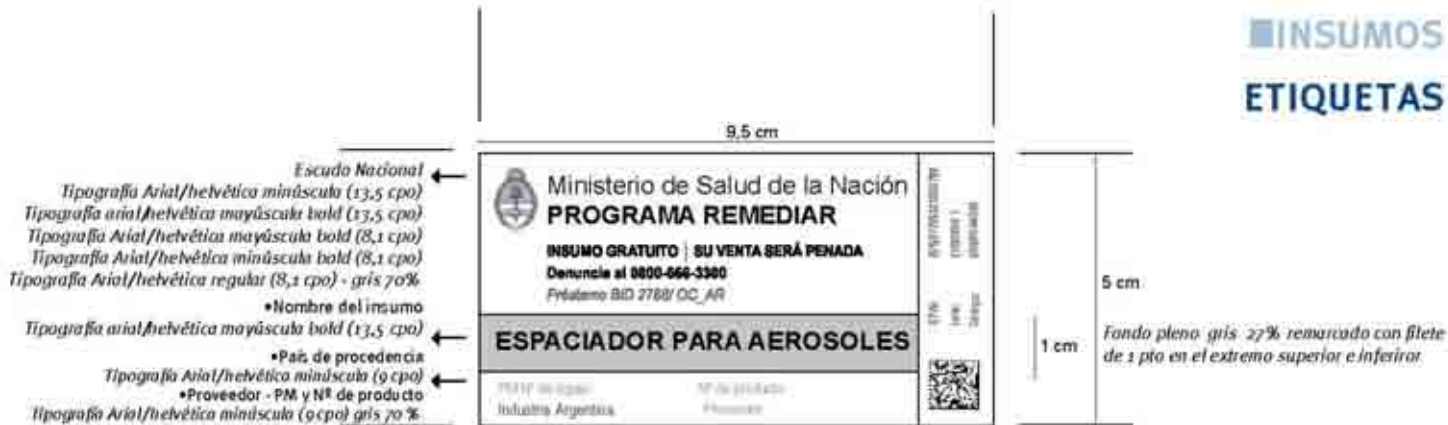 INSUMOS
ETIQUETAS
9,5 cm
Escudo Nacional
Tipografía Arial/helvética minúscula (13,5 cpo)
Tipografía arial/helvética mayúscula bold (13,5 cpo)
Tipografía Arial/helvética mayúscula bold (8,1 cpo)
Tipografía Arial/helvética minúscula bold (8,1 cpo)
Tipografía Arial/helvética regular (8,1 cpo) - gris 70%
•Nombre del insumo
Tipografía arial/helvética mayúscula bold (13,5 cpo)
•País de procedencia
Tipografía Arial/helvética minúscula (9 cpo)
•Proveedor - PM y Nº de producto
Tipografía Arial/helvética minúscula (9 cpo) gris 70 %
Ministerio de Salud de la Nación
PROGRAMA REMEDIAR
INSUMO GRATUITO | SU VENTA SERÁ PENADA
Denuncie al 0800-666-3300
Préstamo BID 2788/ OC_AR
ESPACIADOR PARA AEROSOLES
Nº de producto
Industria Argentina
Proveedor
GTIN
Lote
1 cm
5 cm
Fondo pleno gris 27% remarcado con filete
de 1 pto en el extremo superior e inferiror